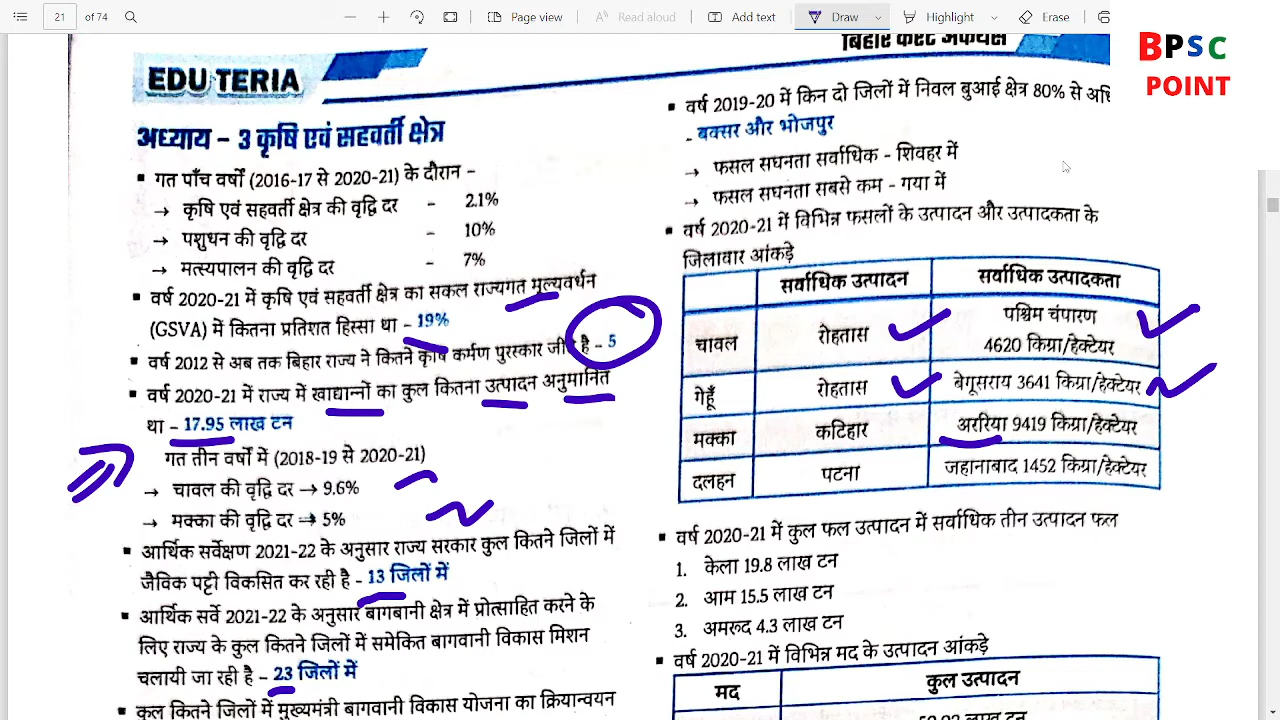 21 of 74
Page view
Read aloud
Add text
Draw
Highlight
Erase
BPSC
POINT
बिहार करेंट अफेयर्स
EDU TERIA
अध्याय - 3 कृषि एवं सहवर्ती क्षेत्र
गत पाँच वर्षों (2016-17 से 2020-21) के दौरान -
→ कृषि एवं सहवर्ती क्षेत्र की वृद्धि दर - 2.1%
→ पशुधन की वृद्धि दर - 10%
→ मत्स्यपालन की वृद्धि दर - 7%
वर्ष 2020-21 में कृषि एवं सहवर्ती क्षेत्र का सकल राज्यगत मूल्यवर्धन
(GSVA) में कितना प्रतिशत हिस्सा था - 19%
वर्ष 2012 से अब तक बिहार राज्य ने कितने कृषि कर्मण पुरस्कार है - 5
वर्ष 2020-21 में राज्य में खाद्यान्नों का कुल कितना उत्पादन अनुमानित
था - 17.95 लाख टन
गत तीन वर्षों में (2018-19 से 2020-21)
→ चावल की वृद्धि दर → 9.6%
→ मक्का की वृद्धि दर → 5%
आर्थिक सर्वेक्षण 2021-22 के अनुसार राज्य सरकार कुल कितने जिलों में
जैविक पट्टी विकसित कर रही है - 13 जिलों में
आर्थिक सर्वे 2021-22 के अनुसार बागबानी क्षेत्र में प्रोत्साहित करने के
लिए राज्य के कुल कितने जिलों में समेकित बागवानी विकास मिशन
चलायी जा रही है - 23 जिलों में
कुल कितने जिलों में मुख्यमंत्री बागवानी विकास योजना का क्रियान्वयन
वर्ष 2019-20 में किन दो जिलों में निवल बुआई क्षेत्र 80% से
- बक्सर और भोजपुर
→ फसल सघनता सर्वाधिक - शिवहर में
→ फसल सघनता सबसे कम - गया में
वर्ष 2020-21 में विभिन्न फसलों के उत्पादन और उत्पादकता के
जिलावार आंकड़े
सर्वाधिक उत्पादन सर्वाधिक उत्पादकता
चावल रोहतास पश्चिम चंपारण
4620 किग्रा/हेक्टेयर
गेहूँ रोहतास बेगूसराय 3641 किग्रा/हेक्टेयर
मक्का कटिहार अररिया 9419 किग्रा/हेक्टेयर
दलहन पटना जहानाबाद 1452 किग्रा/हेक्टेयर
वर्ष 2020-21 में कुल फल उत्पादन में सर्वाधिक तीन उत्पादन फल
1. केला 19.8 लाख टन
2. आम 15.5 लाख टन
3. अमरुद 4.3 लाख टन
वर्ष 2020-21 में विभिन्न मद के उत्पादन आंकड़े
मद कुल उत्पादन